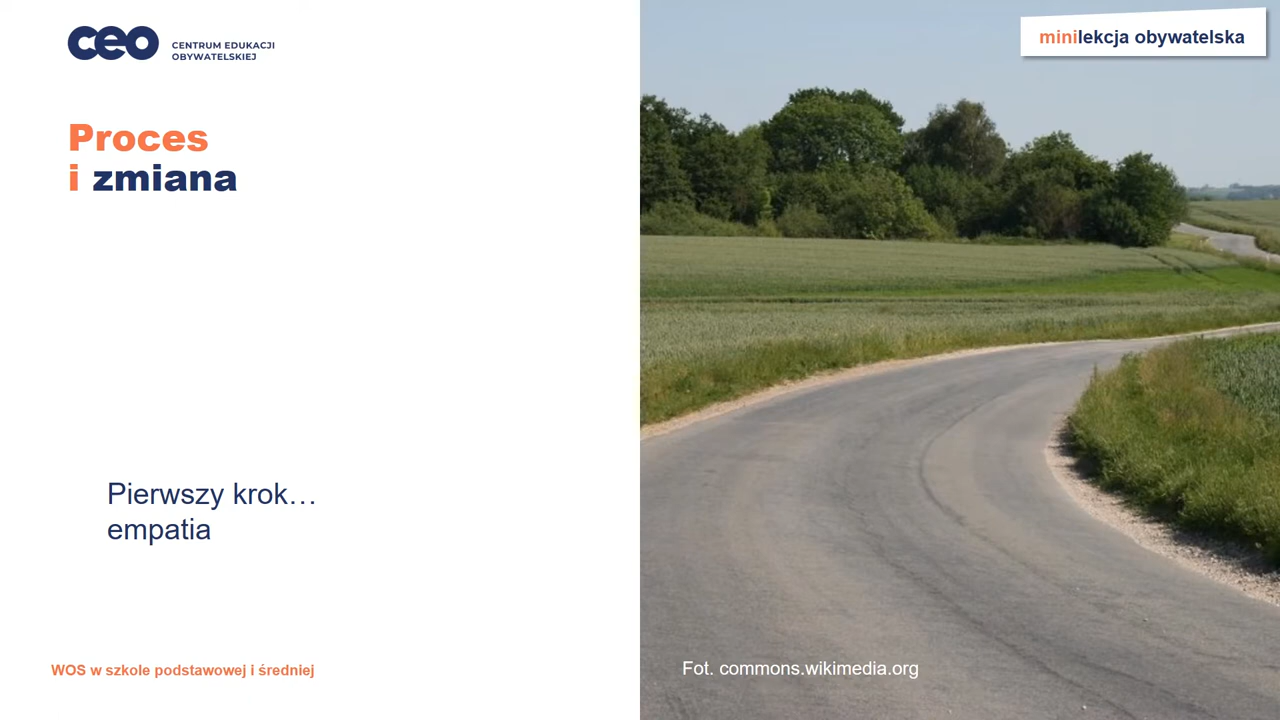 ceo
CENTRUM EDUKACJI
OBYWATELSKIEJ
minilekcja obywatelska
Proces
i zmiana
Pierwszy krok…
empatia
WOS w szkole podstawowej i średniej
Fot. commons.wikimedia.org